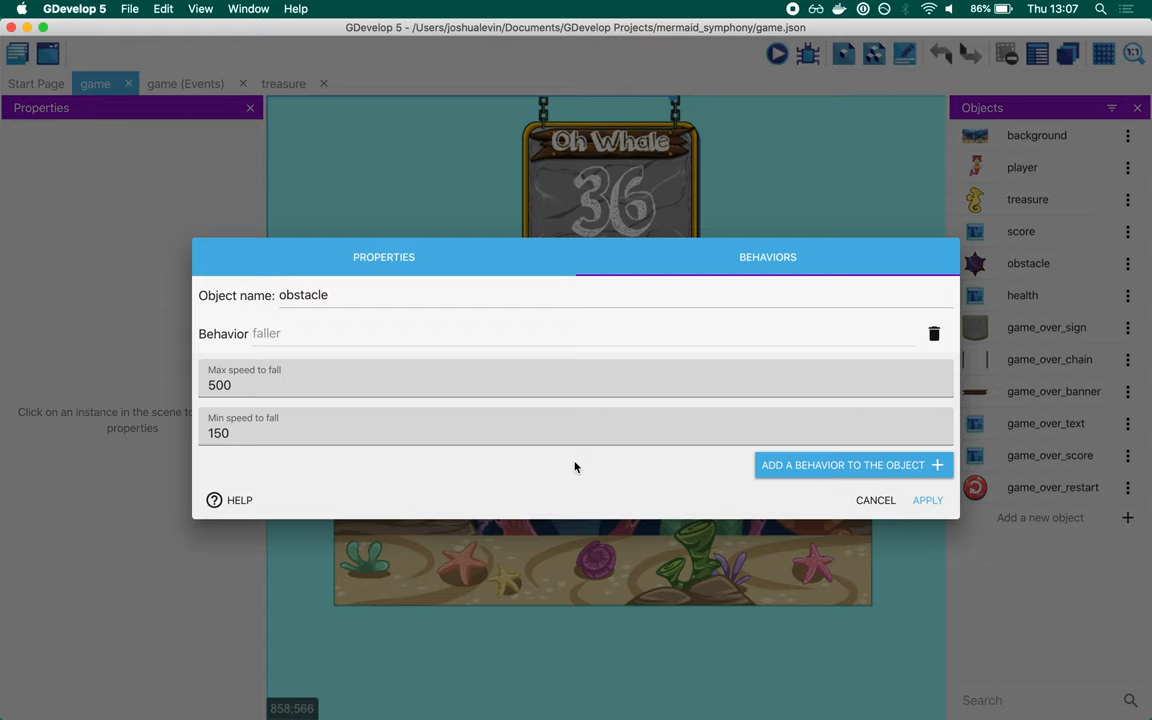 GDevelop 5 File Edit View Window Help 86% Thu 13:07
GDevelop 5 - /Users/joshualevin/Documents/GDevelop Projects/mermaid_symphony/game.json
1:1
Start Page game × game (Events) × treasure ×
Properties ×
Objects ×
Oh Whale
36
background
player
treasure
score
obstacle
health
game_over_sign
game_over_chain
game_over_banner
game_over_text
game_over_score
game_over_restart
Add a new object +
Click on an instance in the scene to
properties
PROPERTIES BEHAVIORS
Object name: obstacle
Behavior faller
Max speed to fall
500
Min speed to fall
150
ADD A BEHAVIOR TO THE OBJECT +
? HELP
CANCEL APPLY
858;566
Search